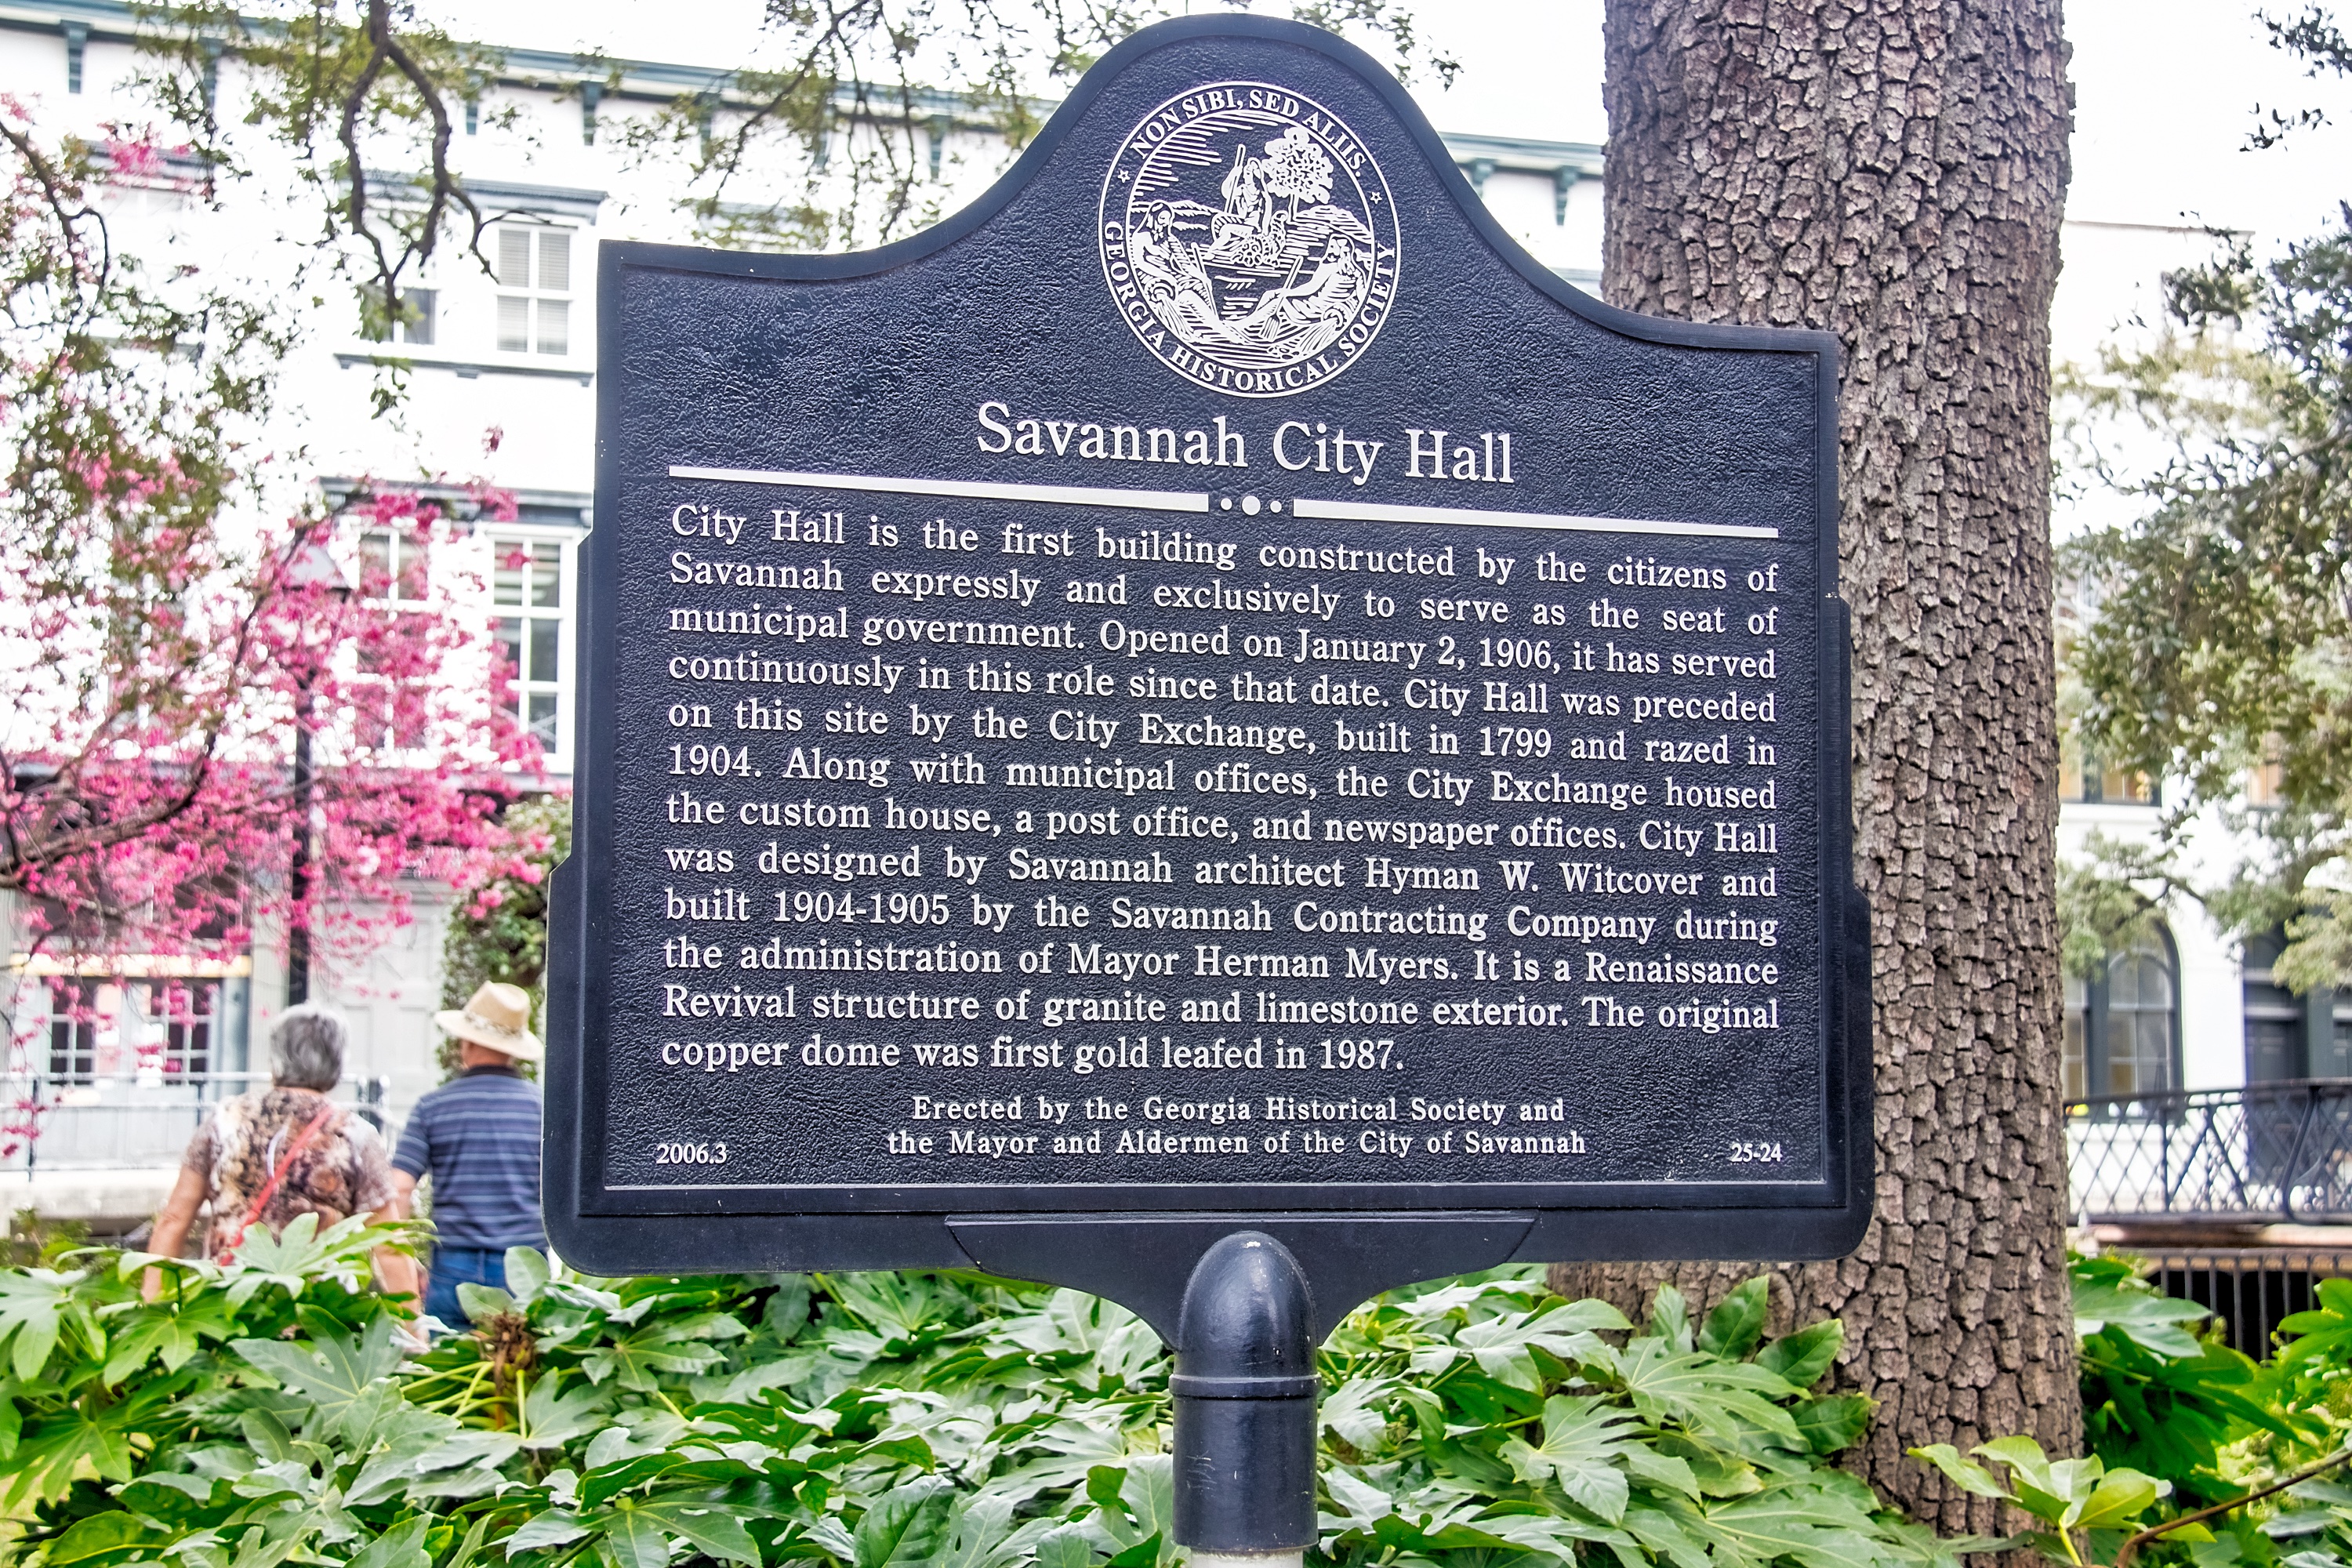 NON SIBI, SED ALIIS.
GEORGIA HISTORICAL SOCIETY
Savannah City Hall
City Hall is the first building constructed by the citizens of
Savannah expressly and exclusively to serve as the seat of
municipal government. Opened on January 2, 1906, it has served
continuously in this role since that date. City Hall was preceded
on this site by the City Exchange, built in 1799 and razed in
1904. Along with municipal offices, the City Exchange housed
the custom house, a post office, and newspaper offices. City Hall
was designed by Savannah architect Hyman W. Witcover and
built 1904-1905 by the Savannah Contracting Company during
the administration of Mayor Herman Myers. It is a Renaissance
Revival structure of granite and limestone exterior. The original
copper dome was first gold leafed in 1987.
Erected by the Georgia Historical Society and
the Mayor and Aldermen of the City of Savannah
2006.3
25-24